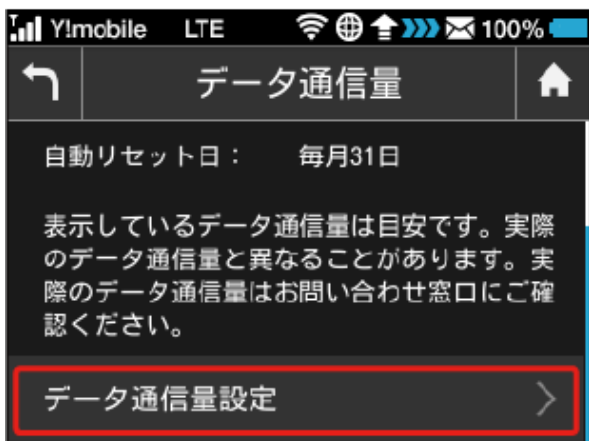 Y!mobile LTE 100%
データ通信量
自動リセット日： 毎月31日
表示しているデータ通信量は目安です。実際
のデータ通信量と異なることがあります。実
際のデータ通信量はお問い合わせ窓口にご確
認ください。
データ通信量設定